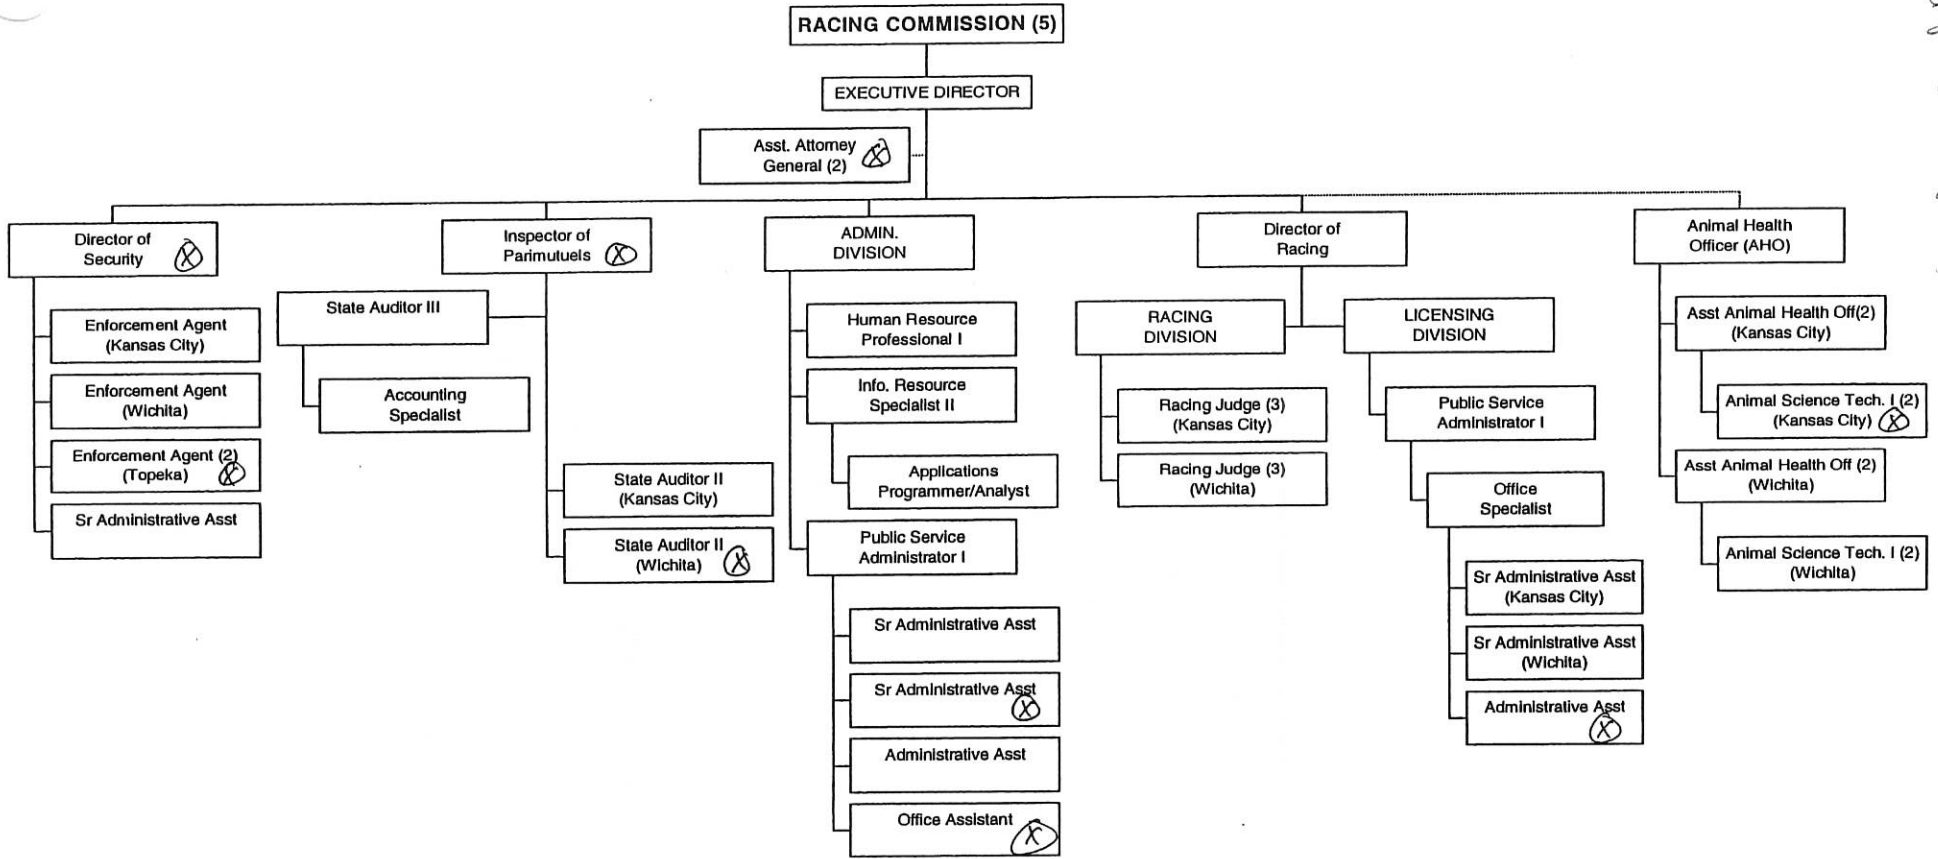 RACING COMMISSION (5)
EXECUTIVE DIRECTOR
Asst. Attorney
General (2)
X
Director of
Security
X
Enforcement Agent
(Kansas City)
Enforcement Agent
(Wichita)
Enforcement Agent (2)
(Topeka)
X
Sr Administrative Asst
Inspector of
Parimutuels
X
State Auditor III
Accounting
Specialist
State Auditor II
(Kansas City)
State Auditor II
(Wichita)
X
ADMIN.
DIVISION
Human Resource
Professional I
Info. Resource
Specialist II
Applications
Programmer/Analyst
Public Service
Administrator I
Sr Administrative Asst
Sr Administrative Asst
X
Administrative Asst
Office Assistant
X
Director of
Racing
RACING
DIVISION
Racing Judge (3)
(Kansas City)
Racing Judge (3)
(Wichita)
LICENSING
DIVISION
Public Service
Administrator I
Office
Specialist
Sr Administrative Asst
(Kansas City)
Sr Administrative Asst
(Wichita)
Administrative Asst
X
Animal Health
Officer (AHO)
Asst Animal Health Off(2)
(Kansas City)
Animal Science Tech. I (2)
(Kansas City)
X
Asst Animal Health Off (2)
(Wichita)
Animal Science Tech. I (2)
(Wichita)